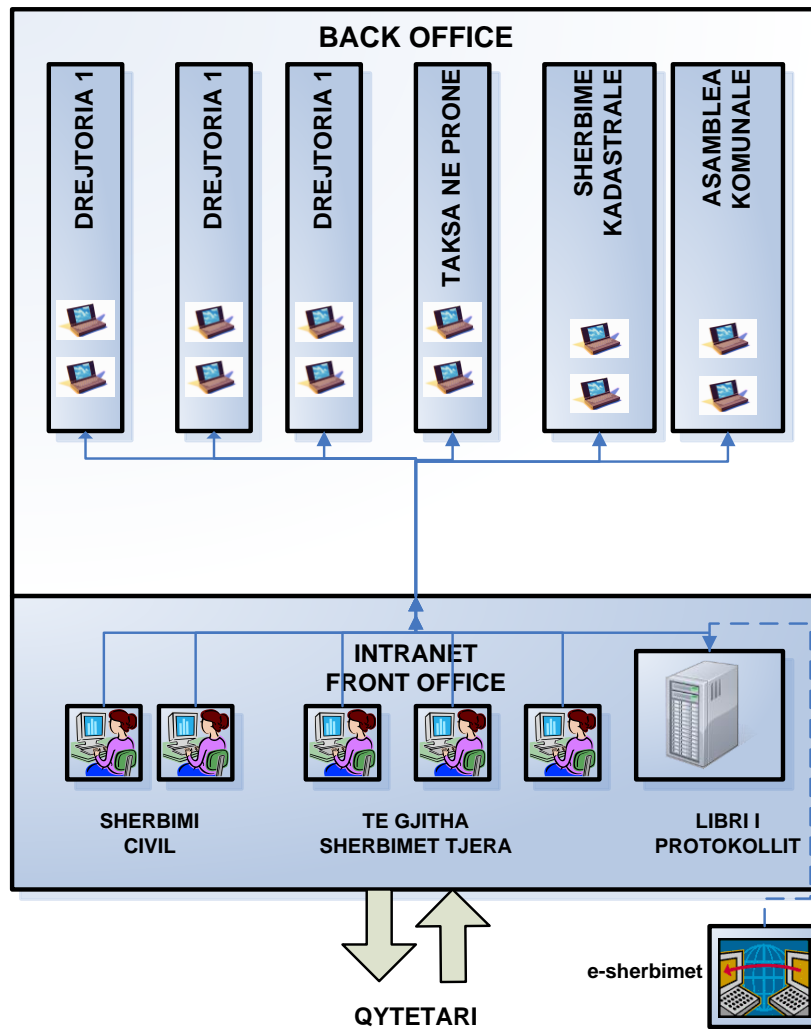 BACK OFFICE
DREJTORIA 1
DREJTORIA 1
DREJTORIA 1
TAKSA NE PRONE
SHERBIME
KADASTRALE
ASAMBLEA
KOMUNALE
INTRANET
FRONT OFFICE
SHERBIMI
CIVIL
TE GJITHA
SHERBIMET TJERA
LIBRI I
PROTOKOLLIT
e-sherbimet
QYTETARI